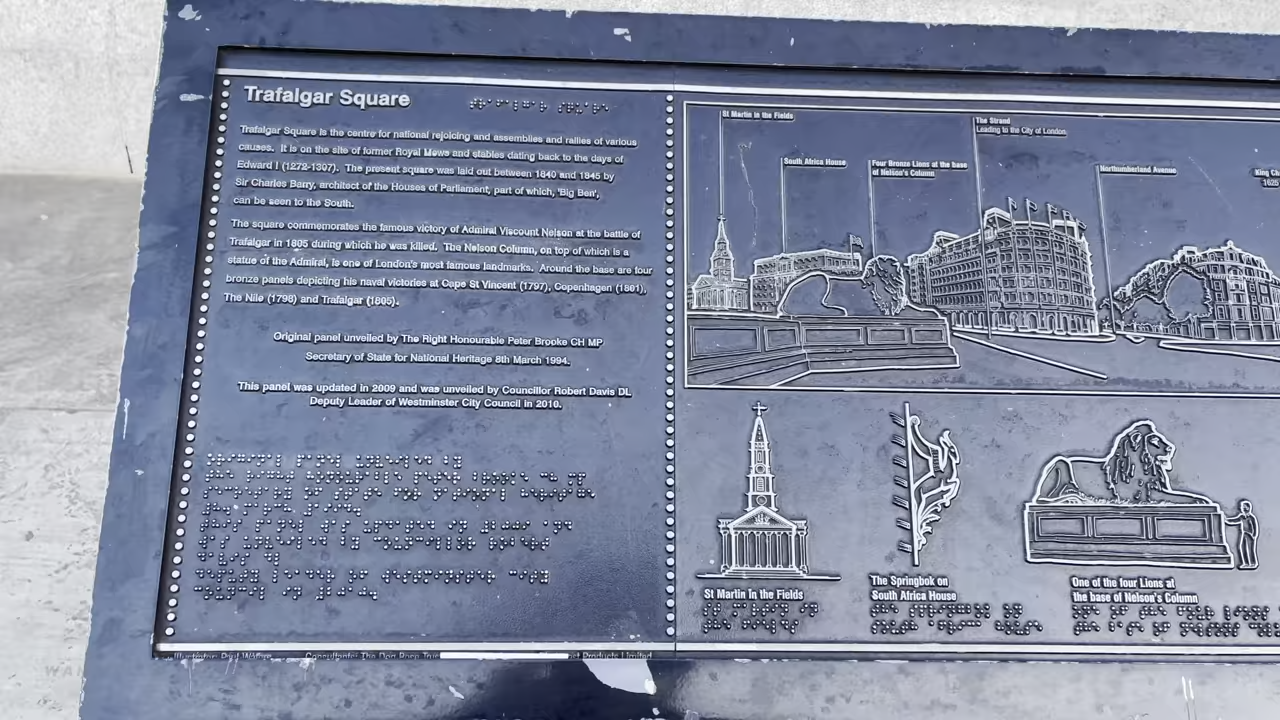 Trafalgar Square
Trafalgar Square is the centre for national rejoicing and assemblies and rallies of various
causes. It is on the site of former Royal Mews and stables dating back to the days of
Edward I (1272-1307). The present square was laid out between 1840 and 1845 by
Sir Charles Barry, architect of the Houses of Parliament, part of which, 'Big Ben',
can be seen to the South.
The square commemorates the famous victory of Admiral Viscount Nelson at the battle of
Trafalgar in 1805 during which he was killed. The Nelson Column, on top of which is a
statue of the Admiral, is one of London's most famous landmarks. Around the base are four
bronze panels depicting his naval victories at Cape St Vincent (1797), Copenhagen (1801),
The Nile (1798) and Trafalgar (1805).
Original panel unveiled by The Right Honourable Peter Brooke CH MP
Secretary of State for National Heritage 8th March 1994.
This panel was updated in 2009 and was unveiled by Councillor Robert Davis DL
Deputy Leader of Westminster City Council in 2010.
St Martin in the Fields
South Africa House
Four Bronze Lions at the base
of Nelson's Column
The Strand
Leading to the City of London
Northumberland Avenue
King Ch
St Martin in the Fields
The Springbok on
South Africa House
One of the four Lions at
the base of Nelson's Column
Illustrator: Paul
Consultants: The Dog Rose Trus
Products Limited